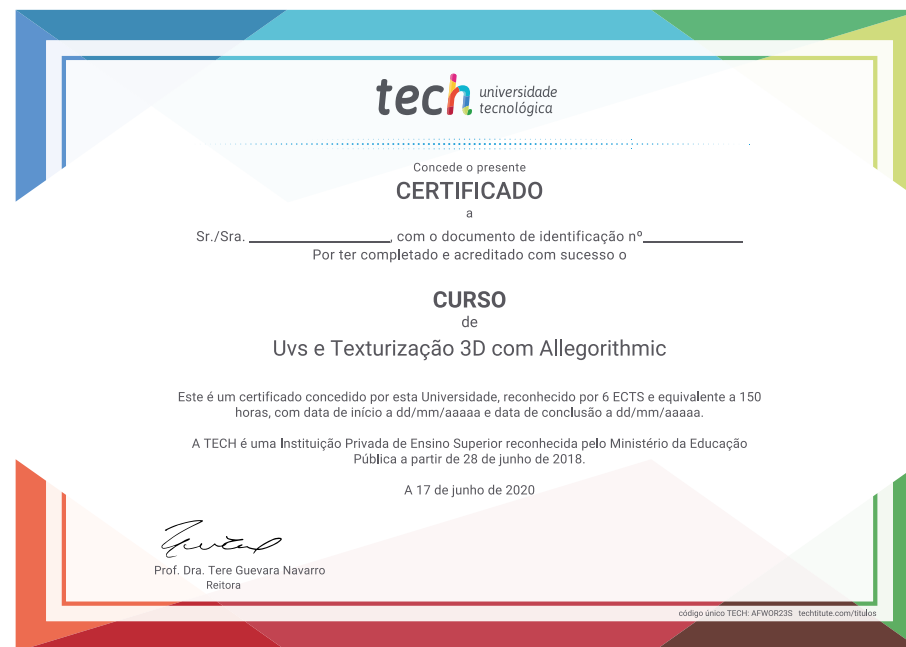 tech universidade
tecnológica
Concede o presente
CERTIFICADO
a
Sr./Sra. ____________________, com o documento de identificação nº______________
Por ter completado e acreditado com sucesso o
CURSO
de
Uvs e Texturização 3D com Allegorithmic
Este é um certificado concedido por esta Universidade, reconhecido por 6 ECTS e equivalente a 150
horas, com data de início a dd/mm/aaaaa e data de conclusão a dd/mm/aaaaa.
A TECH é uma Instituição Privada de Ensino Superior reconhecida pelo Ministério da Educação
Pública a partir de 28 de junho de 2018.
A 17 de junho de 2020
Prof. Dra. Tere Guevara Navarro
Reitora
código único TECH: AFWOR23S techtitute.com/titulos